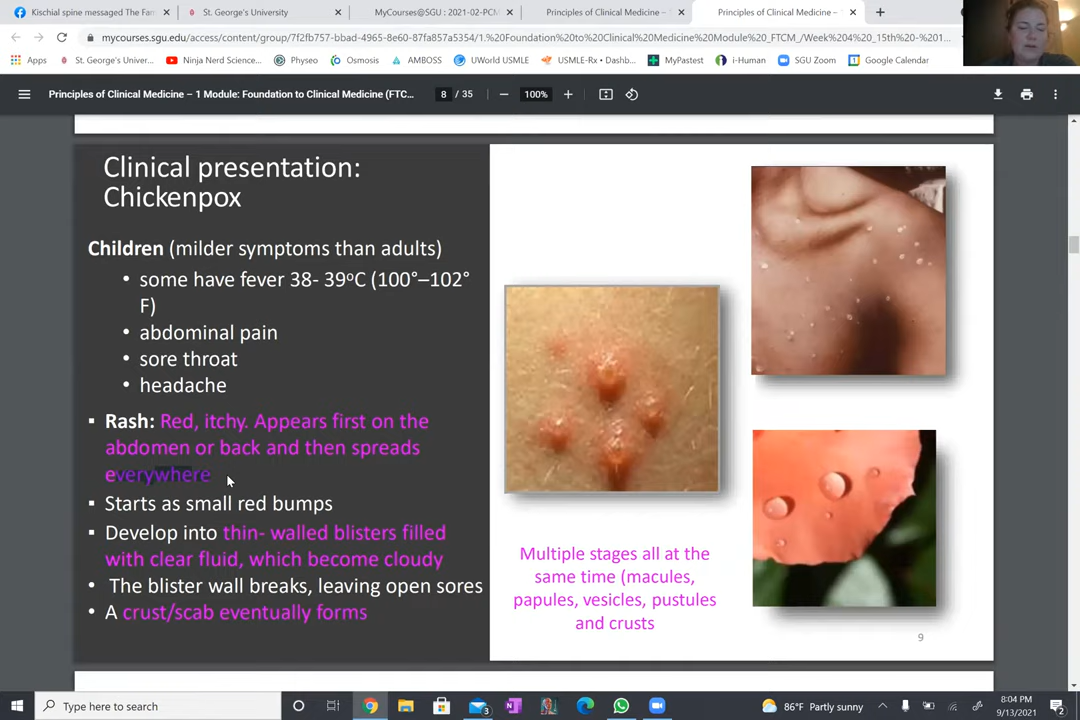 Kischial spine messaged The Fam
St. George's University
MyCourses@SGU : 2021-02-PCM
Principles of Clinical Medicine –
Principles of Clinical Medicine –
mycourses.sgu.edu/access/content/group/7f2fb757-bbad-4965-8e60-87fa857a5354/1.%20Foundation%20to%20Clinical%20Medicine%20Module%20_FTCM_/Week%204%20_15th%20-%201...
Apps
St. George's Univer...
Ninja Nerd Science...
Physeo
Osmosis
AMBOSS
UWorld USMLE
USMLE-Rx • Dashb...
MyPastest
i-Human
SGU Zoom
Google Calendar
Principles of Clinical Medicine – 1 Module: Foundation to Clinical Medicine (FTC...
8 / 35
100%
Clinical presentation:
Chickenpox
Children (milder symptoms than adults)
• some have fever 38- 39°C (100°–102°
F)
• abdominal pain
• sore throat
• headache
▪ Rash: Red, itchy. Appears first on the
abdomen or back and then spreads
everywhere
▪ Starts as small red bumps
▪ Develop into thin- walled blisters filled
with clear fluid, which become cloudy
• The blister wall breaks, leaving open sores
• A crust/scab eventually forms
Multiple stages all at the
same time (macules,
papules, vesicles, pustules
and crusts
9
Type here to search
3
86°F Partly sunny
8:04 PM
9/13/2021
2